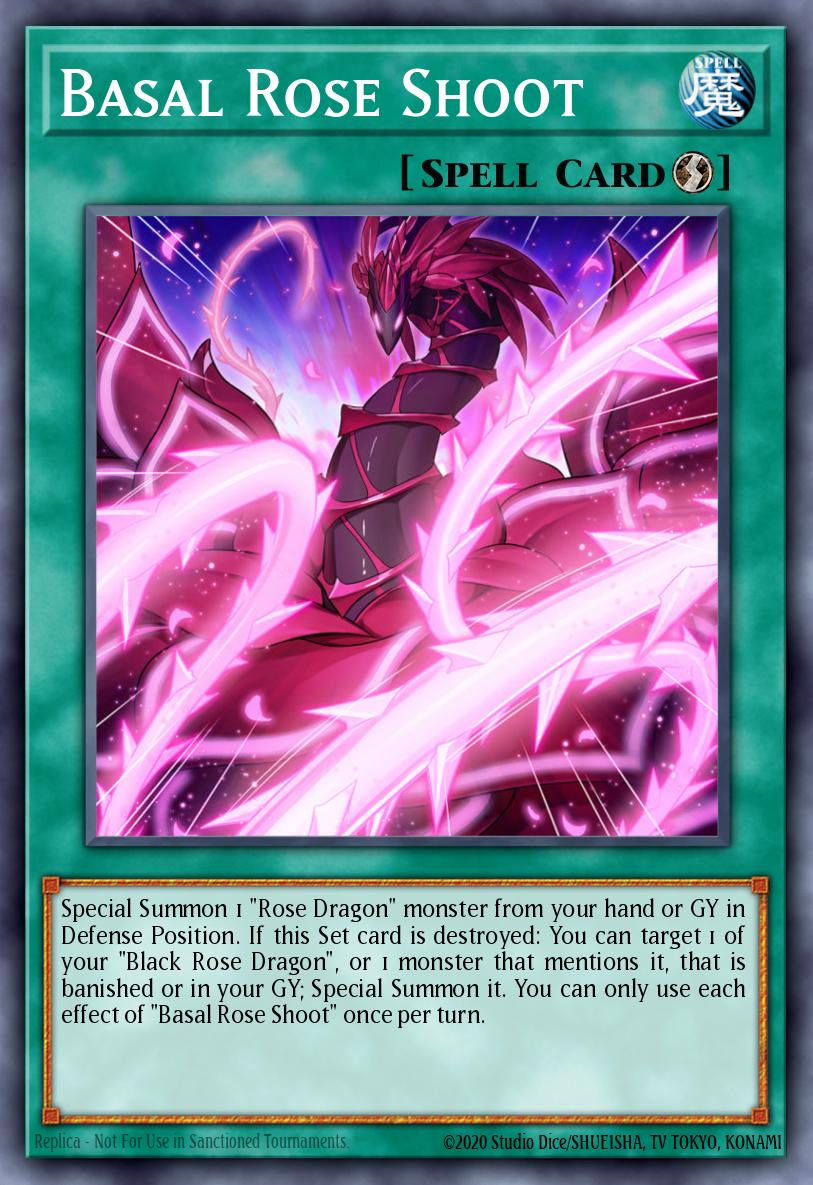 Basal Rose Shoot
SPELL
魔
[Spell Card]
Special Summon 1 "Rose Dragon" monster from your hand or GY in
Defense Position. If this Set card is destroyed: You can target 1 of
your "Black Rose Dragon", or 1 monster that mentions it, that is
banished or in your GY; Special Summon it. You can only use each
effect of "Basal Rose Shoot" once per turn.
Replica - Not For Use in Sanctioned Tournaments.
©2020 Studio Dice/SHUEISHA, TV TOKYO, KONAMI